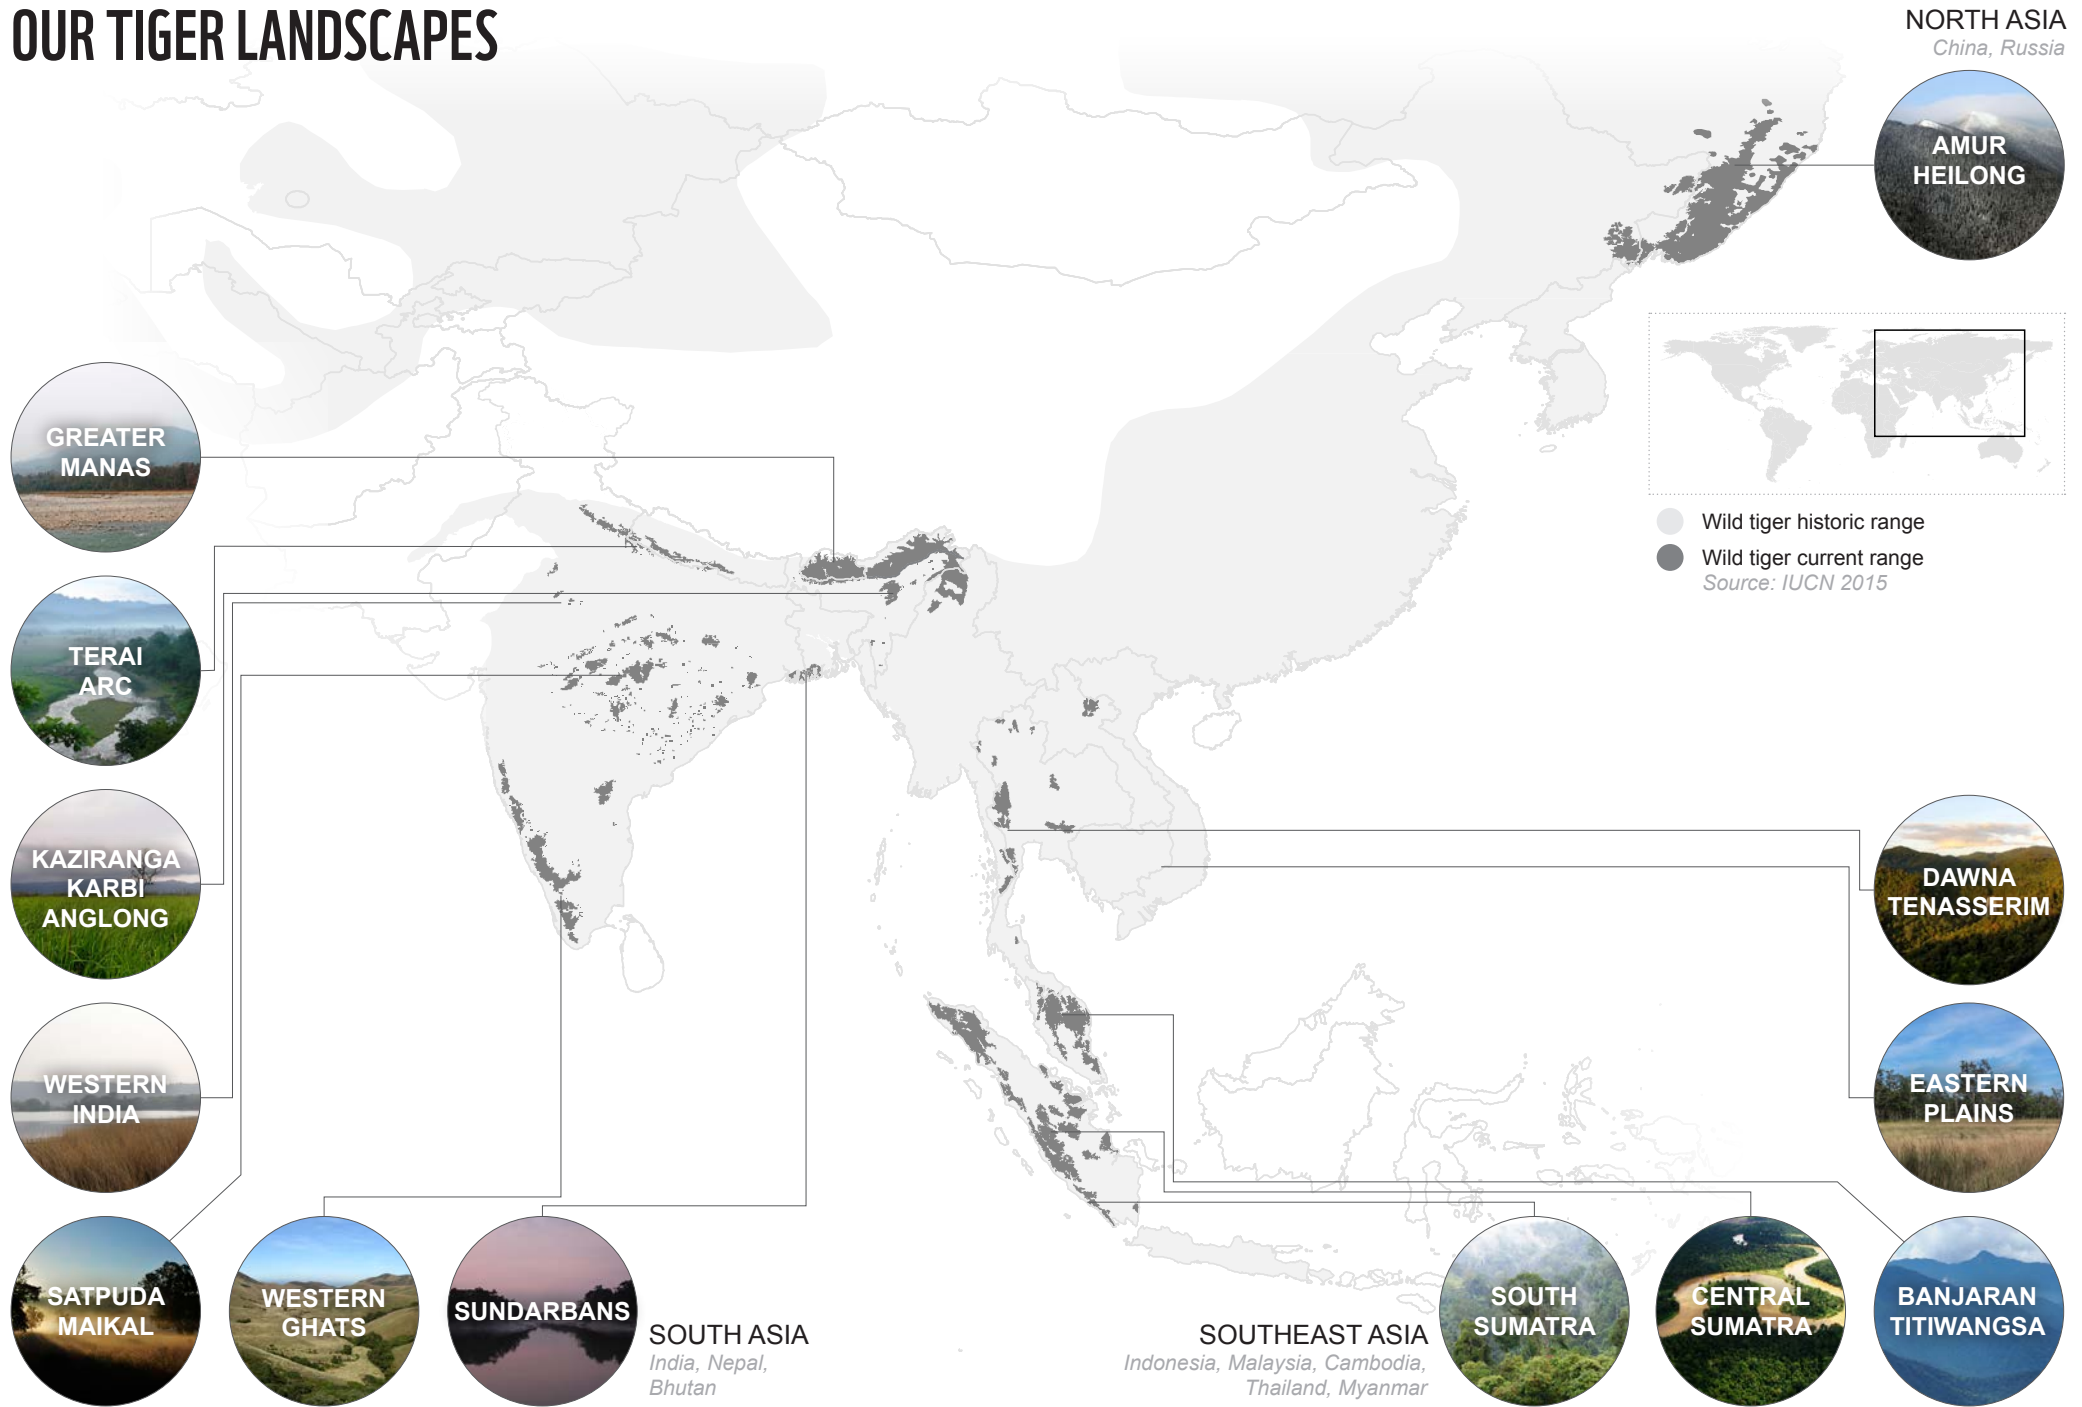 OUR TIGER LANDSCAPES
NORTH ASIA
China, Russia
AMUR
HEILONG
Wild tiger historic range
Wild tiger current range
Source: IUCN 2015
GREATER
MANAS
TERAI
ARC
KAZIRANGA
KARBI
ANGLONG
WESTERN
INDIA
SATPUDA
MAIKAL
WESTERN
GHATS
SUNDARBANS
SOUTH ASIA
India, Nepal,
Bhutan
DAWNA
TENASSERIM
EASTERN
PLAINS
SOUTHEAST ASIA
Indonesia, Malaysia, Cambodia,
Thailand, Myanmar
SOUTH
SUMATRA
CENTRAL
SUMATRA
BANJARAN
TITIWANGSA